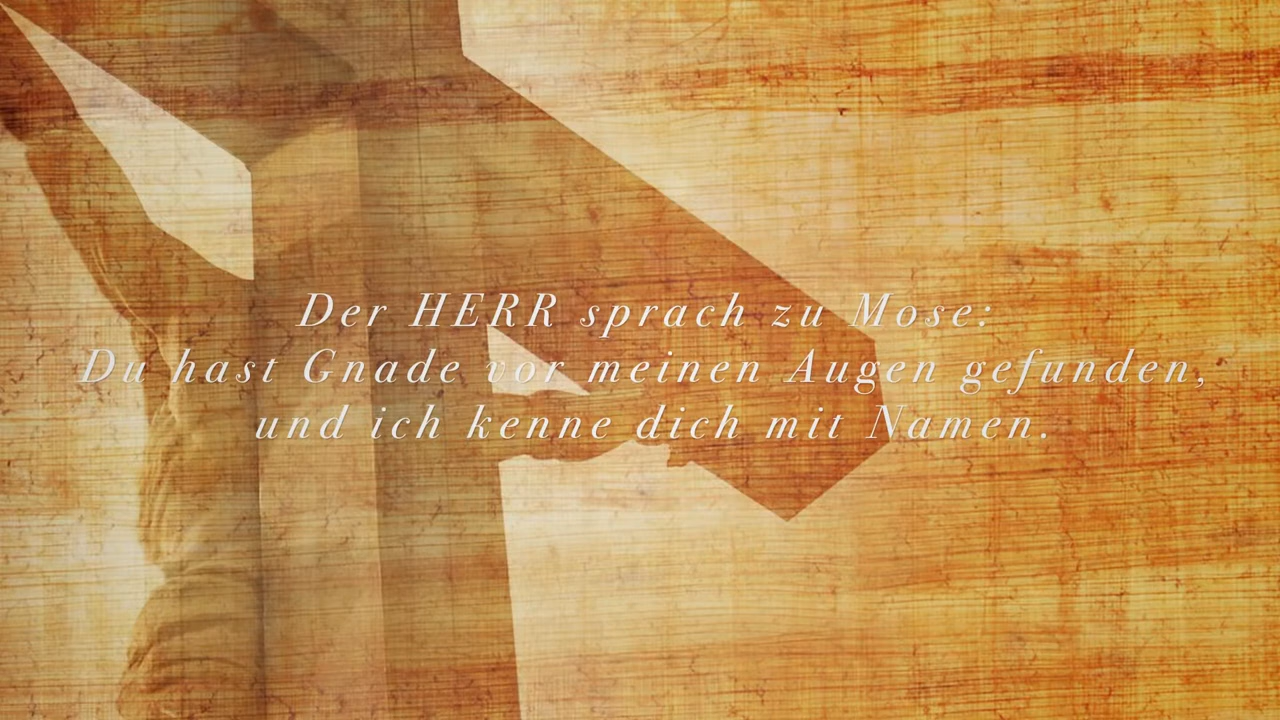 Der HERR sprach zu Mose:
Du hast Gnade vor meinen Augen gefunden,
und ich kenne dich mit Namen.